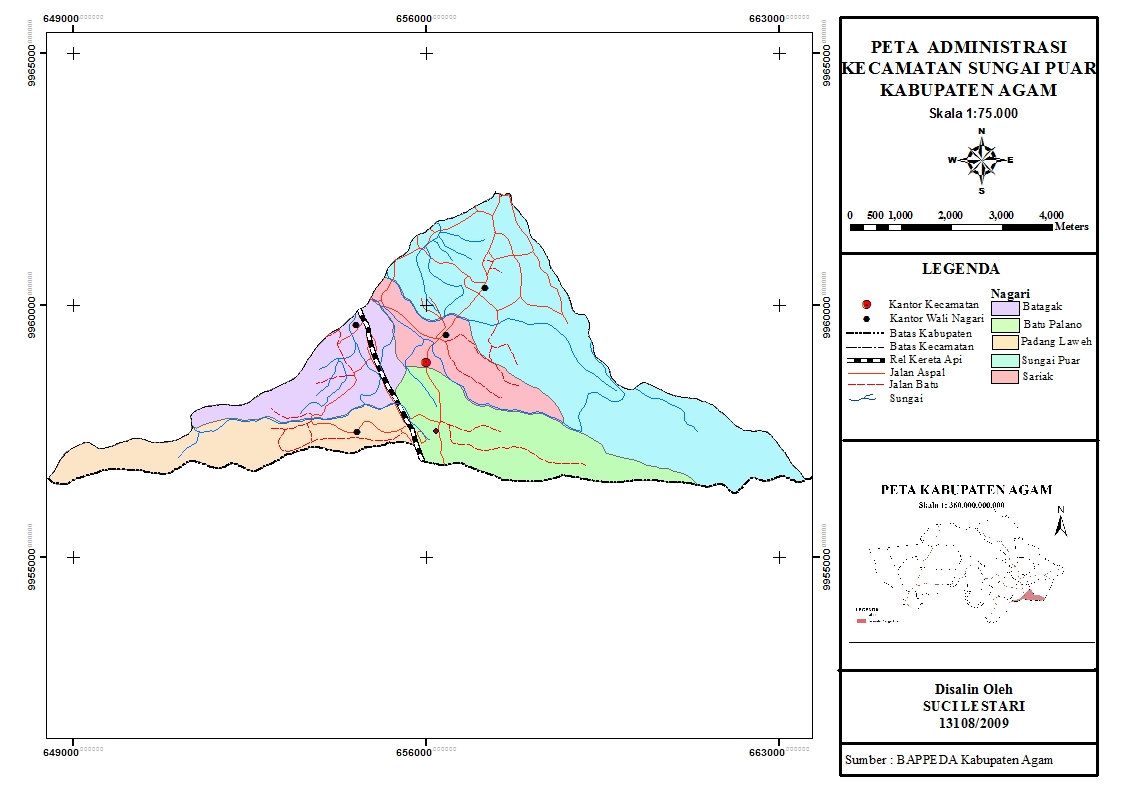 649000
656000
663000
9965000
9965000
9960000
9960000
9955000
9955000
649000
656000
663000
PETA ADMINISTRASI
KECAMATAN SUNGAI PUAR
KABUPATEN AGAM
Skala 1:75.000
N
W E
S
0 500 1,000 2,000 3,000 4,000
Meters
LEGENDA
Kantor Kecamatan
Kantor Wali Nagari
Batas Kabupaten
Batas Kecamatan
Rel Kereta Api
Jalan Aspal
Jalan Batu
Sungai
Nagari
Batagak
Batu Palano
Padang Laweh
Sungai Puar
Sariak
PETA KABUPATEN AGAM
Skala 1: 360.000.000.000
N
LEGENDA
Disalin Oleh
SUCI LESTARI
13108/2009
Sumber : BAPPEDA Kabupaten Agam